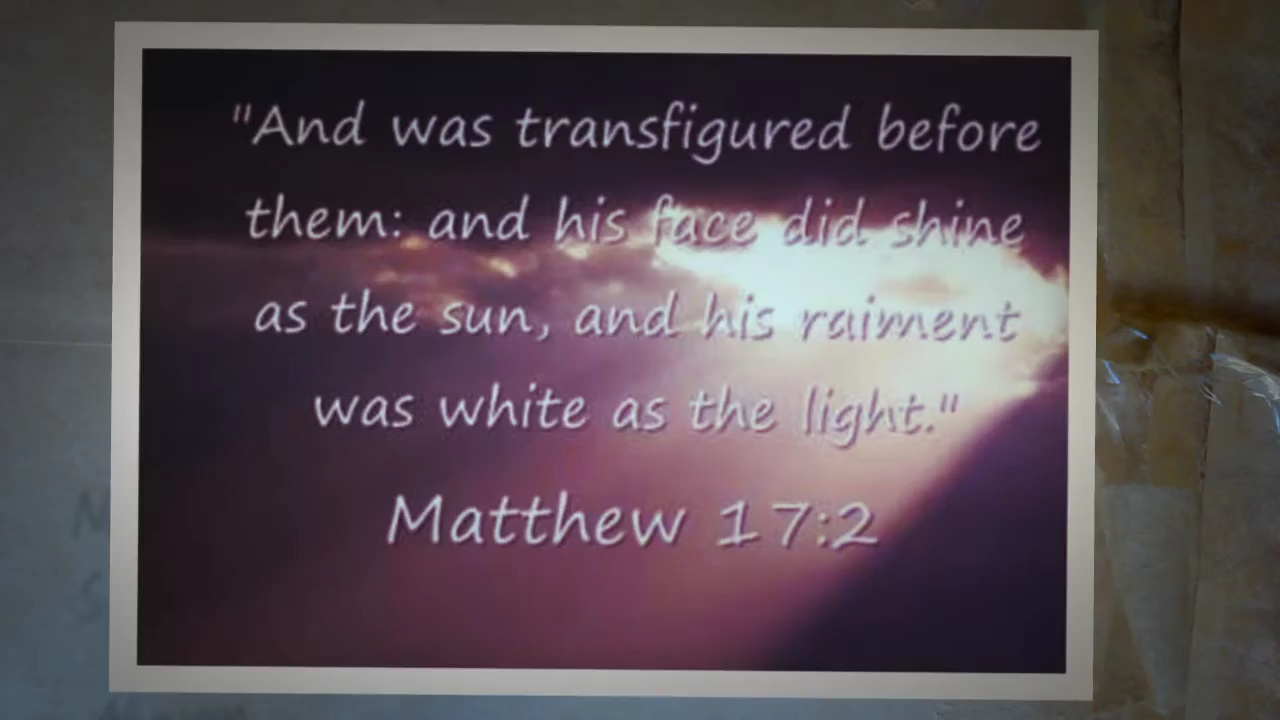 "And was transfigured before
them: and his face did shine
as the sun, and his raiment
was white as the light."
Matthew 17:2